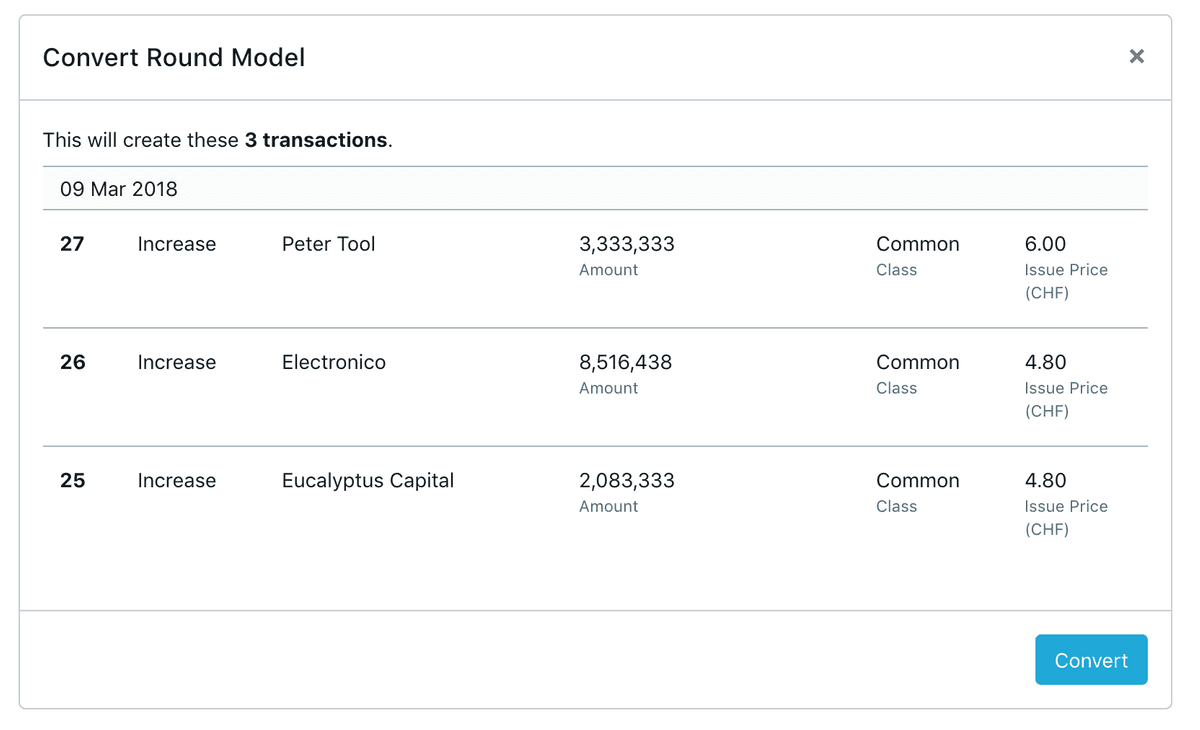 Convert Round Model ×
This will create these 3 transactions.
09 Mar 2018
27 Increase Peter Tool 3,333,333 Common 6.00
Amount Class Issue Price
(CHF)
26 Increase Electronico 8,516,438 Common 4.80
Amount Class Issue Price
(CHF)
25 Increase Eucalyptus Capital 2,083,333 Common 4.80
Amount Class Issue Price
(CHF)
Convert